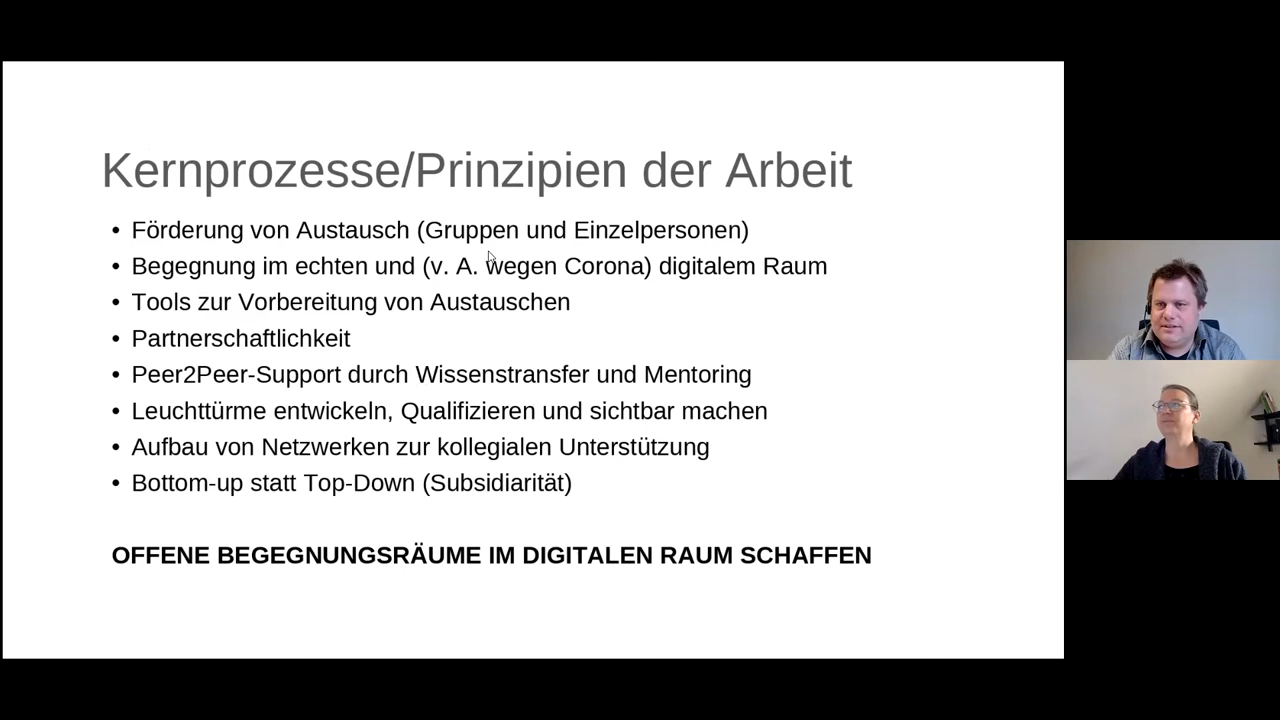 Kernprozesse/Prinzipien der Arbeit
• Förderung von Austausch (Gruppen und Einzelpersonen)
• Begegnung im echten und (v. A. wegen Corona) digitalem Raum
• Tools zur Vorbereitung von Austauschen
• Partnerschaftlichkeit
• Peer2Peer-Support durch Wissenstransfer und Mentoring
• Leuchttürme entwickeln, Qualifizieren und sichtbar machen
• Aufbau von Netzwerken zur kollegialen Unterstützung
• Bottom-up statt Top-Down (Subsidiarität)
OFFENE BEGEGNUNGSRÄUME IM DIGITALEN RAUM SCHAFFEN